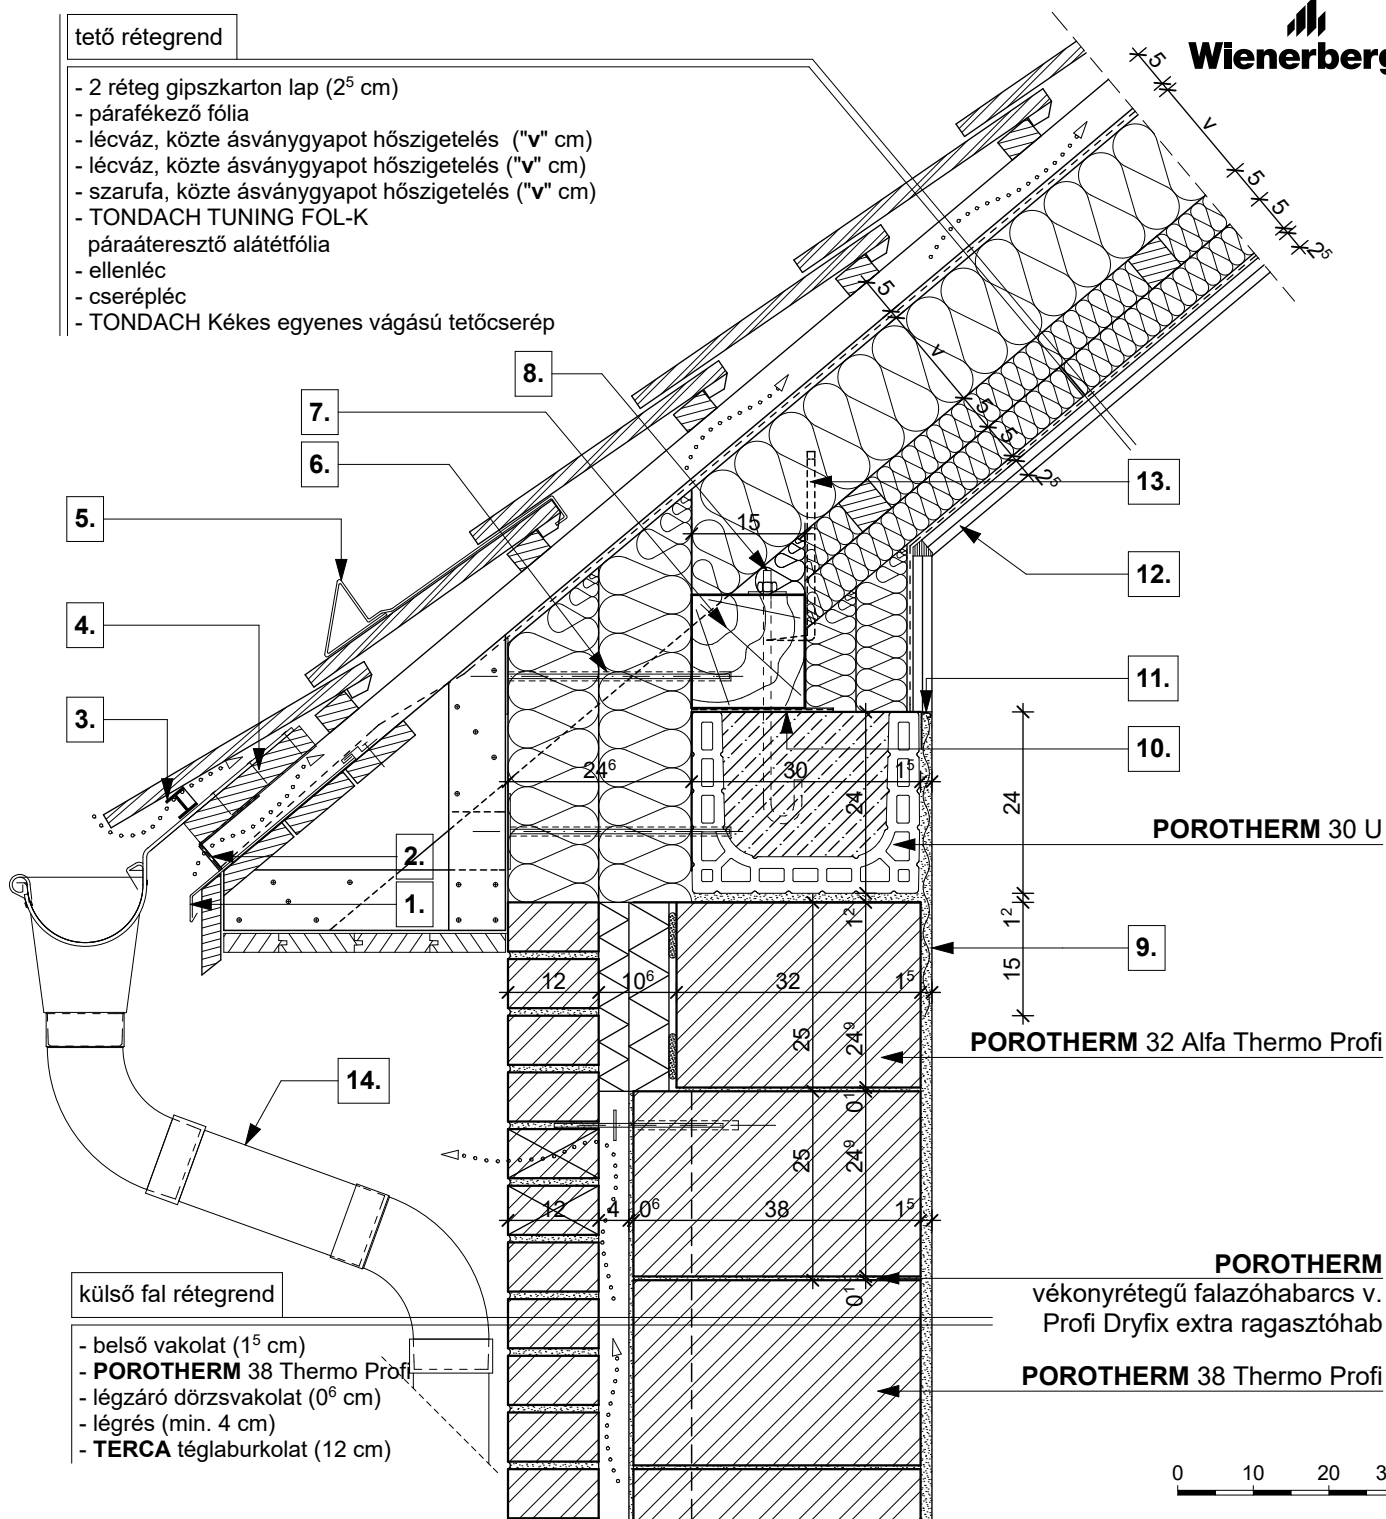 tető rétegrend
- 2 réteg gipszkarton lap (2⁵ cm)
- párafékező fólia
- lécváz, közte ásványgyapot hőszigetelés ("v" cm)
- lécváz, közte ásványgyapot hőszigetelés ("v" cm)
- szarufa, közte ásványgyapot hőszigetelés ("v" cm)
- TONDACH TUNING FOL-K
páraáteresztő alátétfólia
- ellenléc
- cserépléc
- TONDACH Kékes egyenes vágású tetőcserép
Wienerberg
5
v
5
5
2⁵
5
v
5
5
2⁵
8.
7.
6.
5.
4.
3.
2.
1.
13.
12.
11.
10.
9.
14.
15
24⁶
30
1⁵
24
24
1²
15
1²
POROTHERM 30 U
12
10⁶
32
1⁵
25
24⁹
POROTHERM 32 Alfa Thermo Profi
0¹
25
24⁹
12
4
0⁶
38
1⁵
0¹
POROTHERM
vékonyrétegű falazóhabarcs v.
Profi Dryfix extra ragasztóhab
POROTHERM 38 Thermo Profi
külső fal rétegrend
- belső vakolat (1⁵ cm)
- POROTHERM 38 Thermo Profi
- légzáró dörzsvakolat (0⁶ cm)
- légrés (min. 4 cm)
- TERCA téglaburkolat (12 cm)
0 10 20 3